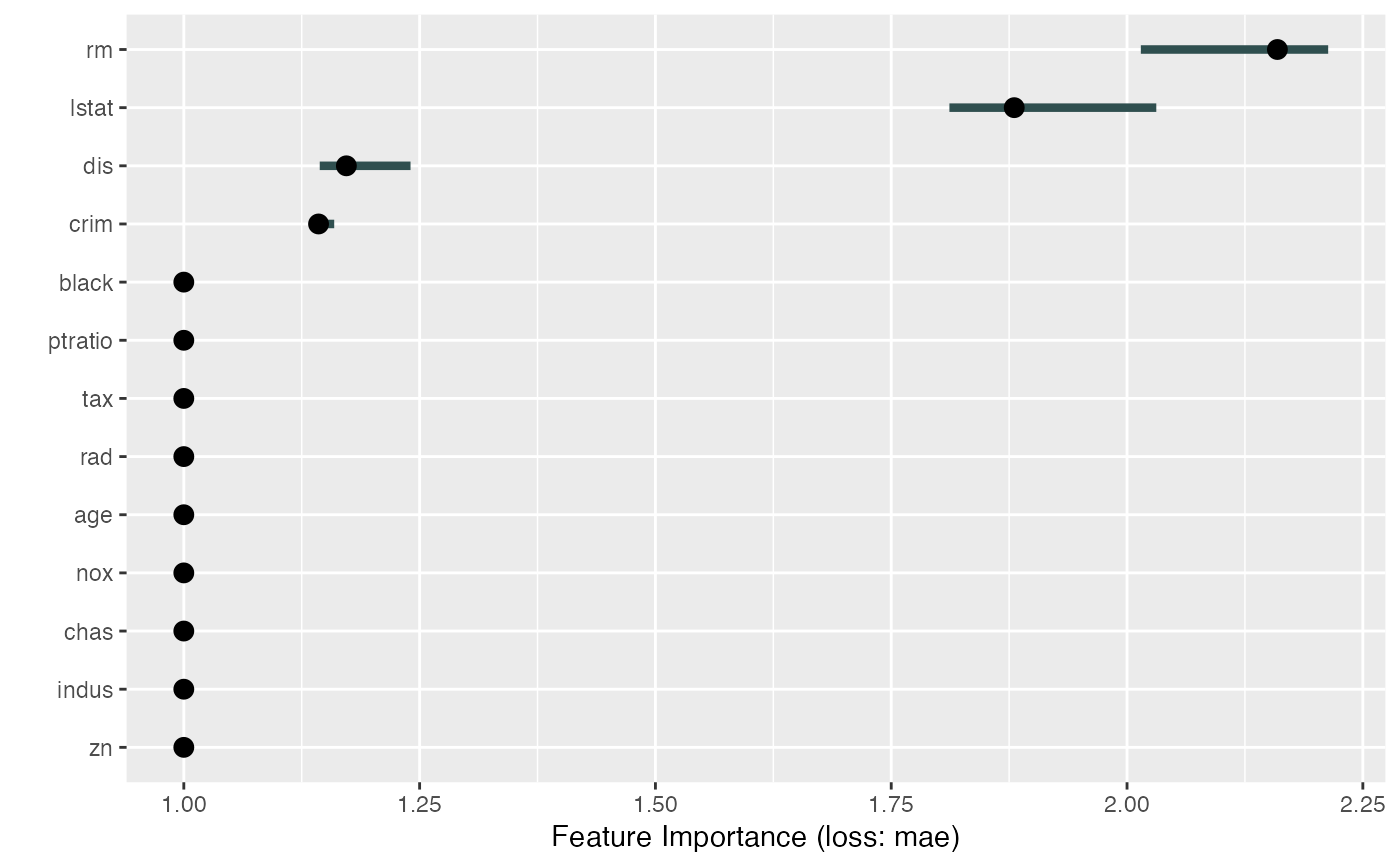 rm
lstat
dis
crim
black
ptratio
tax
rad
age
nox
chas
indus
zn
1.00 1.25 1.50 1.75 2.00 2.25
Feature Importance (loss: mae)